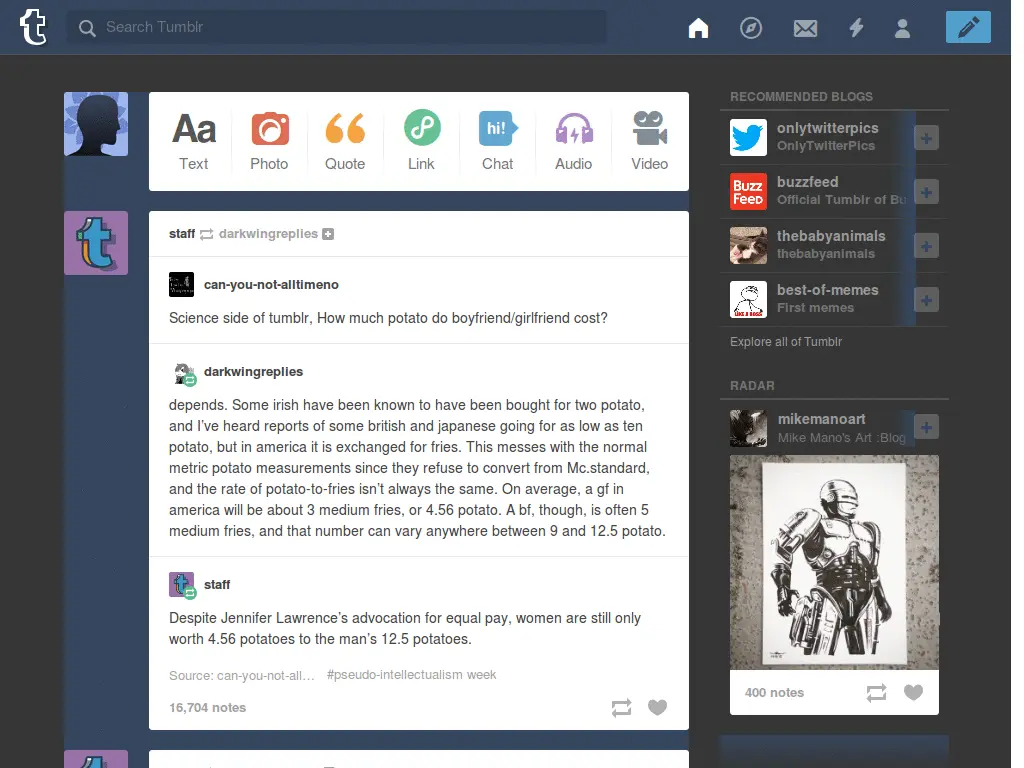 t
Search Tumblr
Aa
hi!
Text
Photo
Quote
Link
Chat
Audio
Video
staff darkwingreplies
can-you-not-alltimeno
Science side of tumblr, How much potato do boyfriend/girlfriend cost?
darkwingreplies
depends. Some irish have been known to have been bought for two potato,
and I've heard reports of some british and japanese going for as low as ten
potato, but in america it is exchanged for fries. This messes with the normal
metric potato measurements since they refuse to convert from Mc.standard,
and the rate of potato-to-fries isn't always the same. On average, a gf in
america will be about 3 medium fries, or 4.56 potato. A bf, though, is often 5
medium fries, and that number can vary anywhere between 9 and 12.5 potato.
staff
Despite Jennifer Lawrence's advocation for equal pay, women are still only
worth 4.56 potatoes to the man's 12.5 potatoes.
Source: can-you-not-all… #pseudo-intellectualism week
16,704 notes
RECOMMENDED BLOGS
onlytwitterpics
OnlyTwitterPics
Buzz
Feed
buzzfeed
Official Tumblr of Bu
thebabyanimals
thebabyanimals
LIKE A BOSS
best-of-memes
First memes
Explore all of Tumblr
RADAR
mikemanoart
Mike Mano's Art :Blog
400 notes